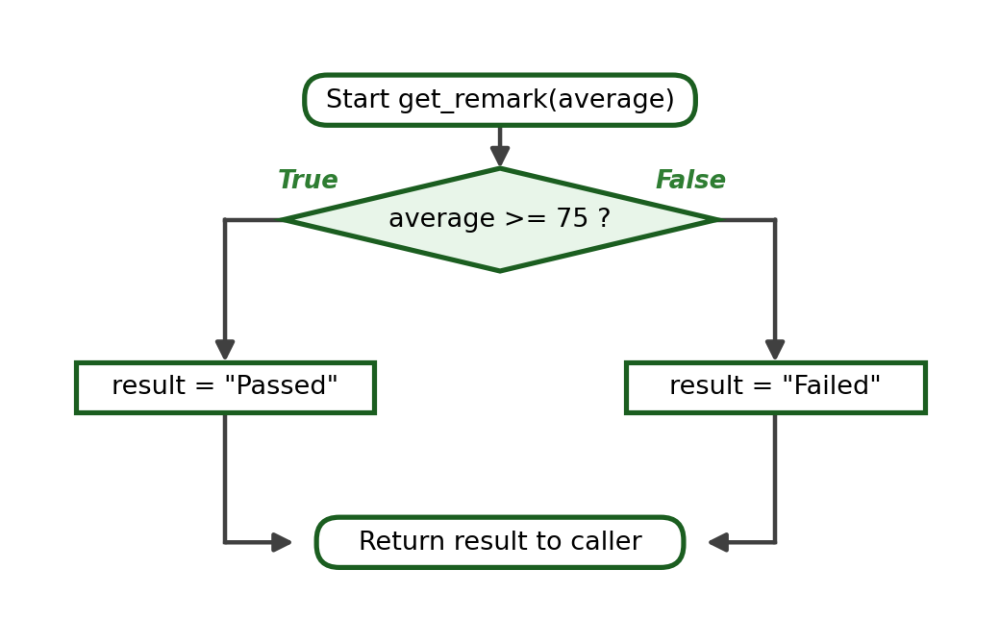 Start get_remark(average)
True
False
average >= 75 ?
result = "Passed"
result = "Failed"
Return result to caller